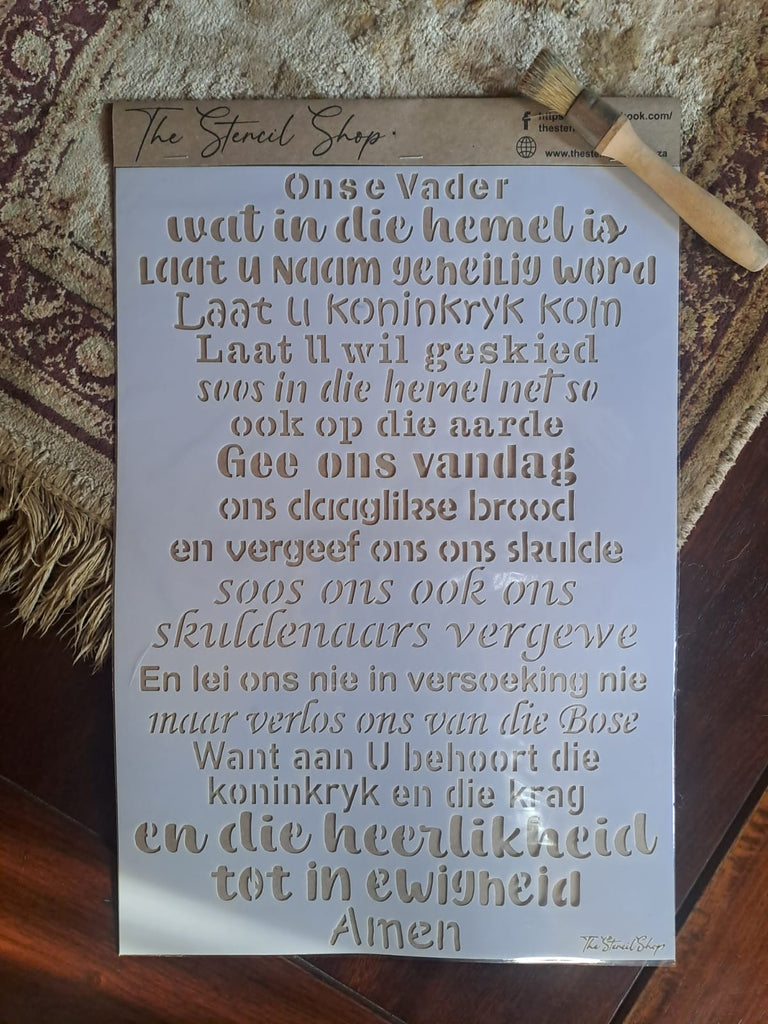 The Stencil Shop
ook.com/
www.thest
Onse Vader
wat in die hemel is
Laat U Naam geheilig word
Laat U koninkryk kom
Laat U wil geskied
soos in die hemel net so
ook op die aarde
Gee ons vandag
ons daaglikse brood
en vergeef ons ons skulde
soos ons ook ons
skuldenaars vergewe
En lei ons nie in versoeking nie
maar verlos ons van die Bose
Want aan U behoort die
koninkryk en die krag
en die heerlikheid
tot in ewigheid
Amen
The Stencil Shop